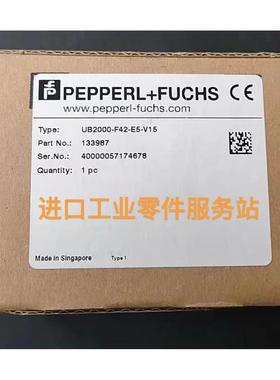 PEPPERL+FUCHS CE
www.pepperl-fuchs.com
Type: UB2000-F42-E5-V15
Part No.: 133987
Ser.No.: 40000057174678
Quantity: 1 pc
进口工业零件服务站
Made in Singapore Type 1